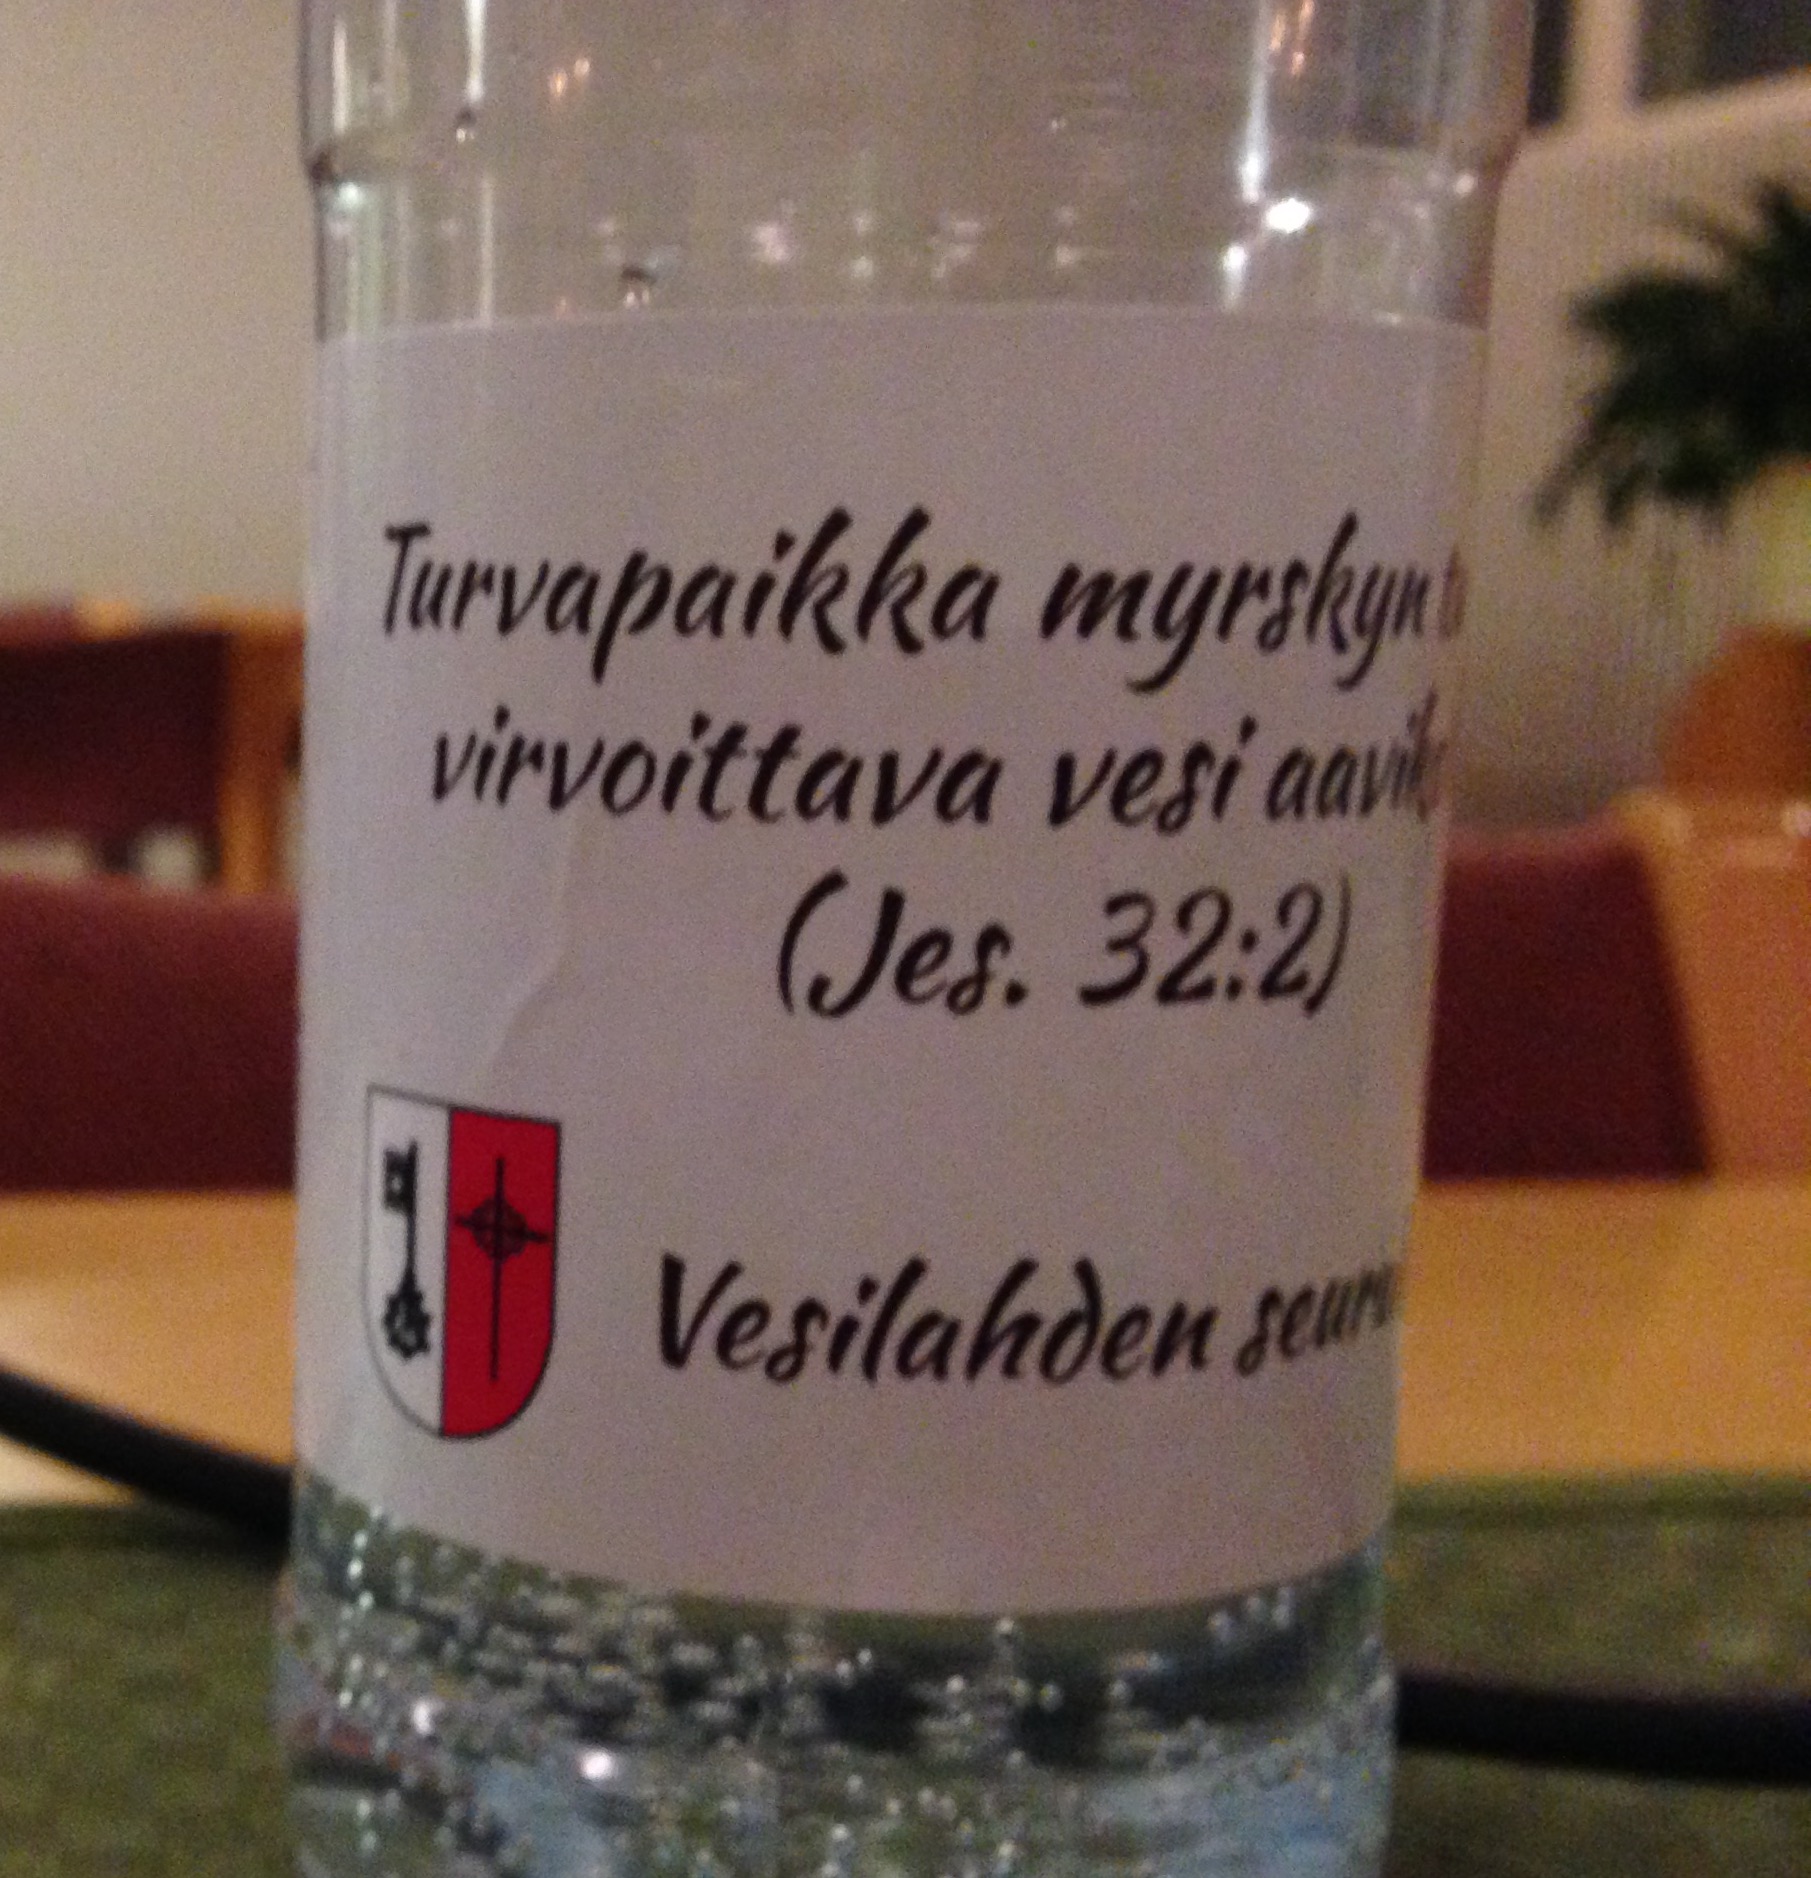 Turvapaikka myrskyn
virvoittava vesi
(Jes. 32:2)
Vesilahden